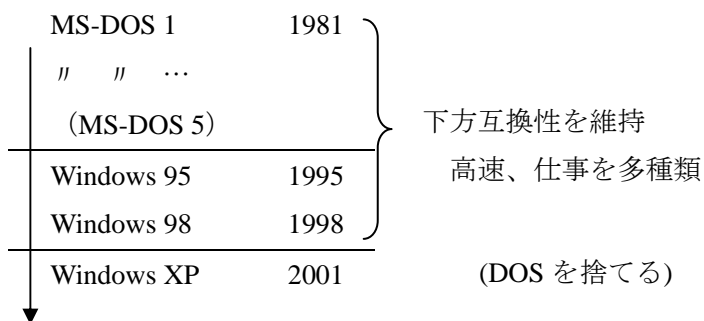 MS-DOS 1 1981
〃 〃 …
（MS-DOS 5）
下方互換性を維持
Windows 95 1995
高速、仕事を多種類
Windows 98 1998
Windows XP 2001 (DOS を捨てる)